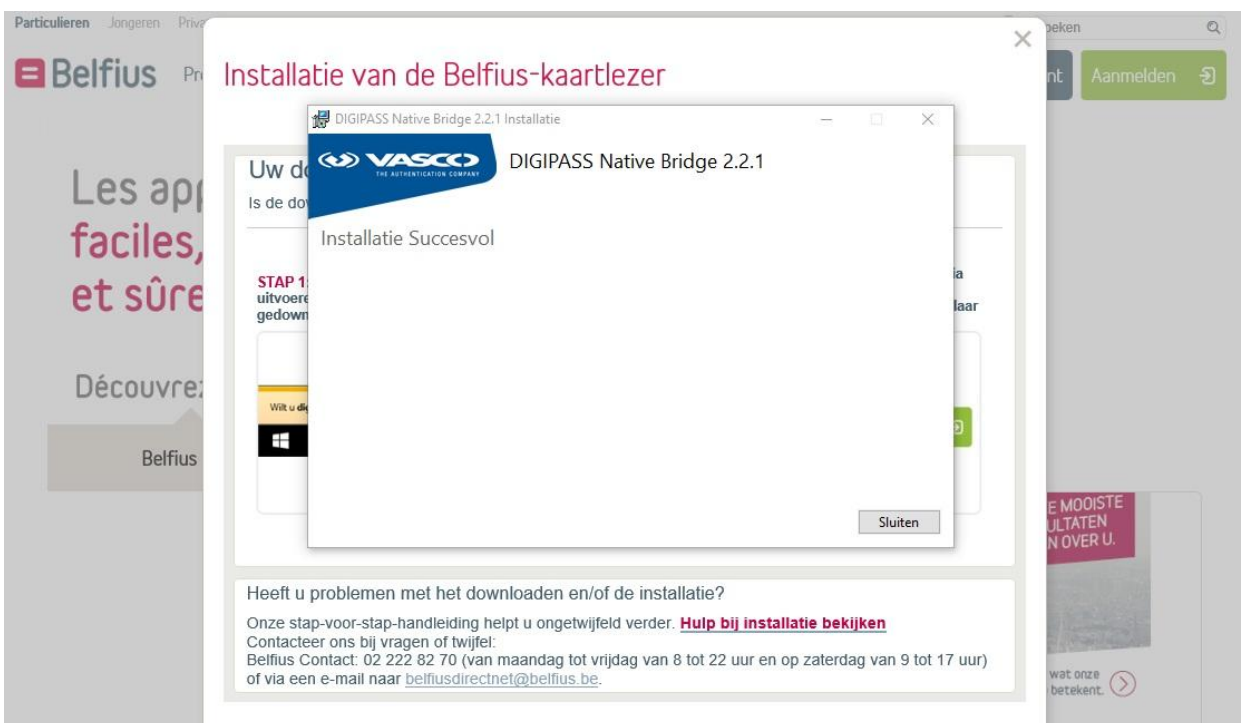 Particulieren Jongeren
Belfius
Aanmelden
Installatie van de Belfius-kaartlezer
DIGIPASS Native Bridge 2.2.1 Installatie
VASCO
THE AUTHENTICATION COMPANY
DIGIPASS Native Bridge 2.2.1
Installatie Succesvol
Sluiten
Uw
Is de
STAP 1
Wilt u
Les
faciles,
et sûre
Belfius
Heeft u problemen met het downloaden en/of de installatie?
Onze stap-voor-stap-handleiding helpt u ongetwijfeld verder. Hulp bij installatie bekijken
Contacteer ons bij vragen of twijfel:
Belfius Contact: 02 222 82 70 (van maandag tot vrijdag van 8 tot 22 uur en op zaterdag van 9 tot 17 uur)
of via een e-mail naar belfiusdirectnet@belfius.be.
MOOISTE
OVER U.
wat onze
betekent.